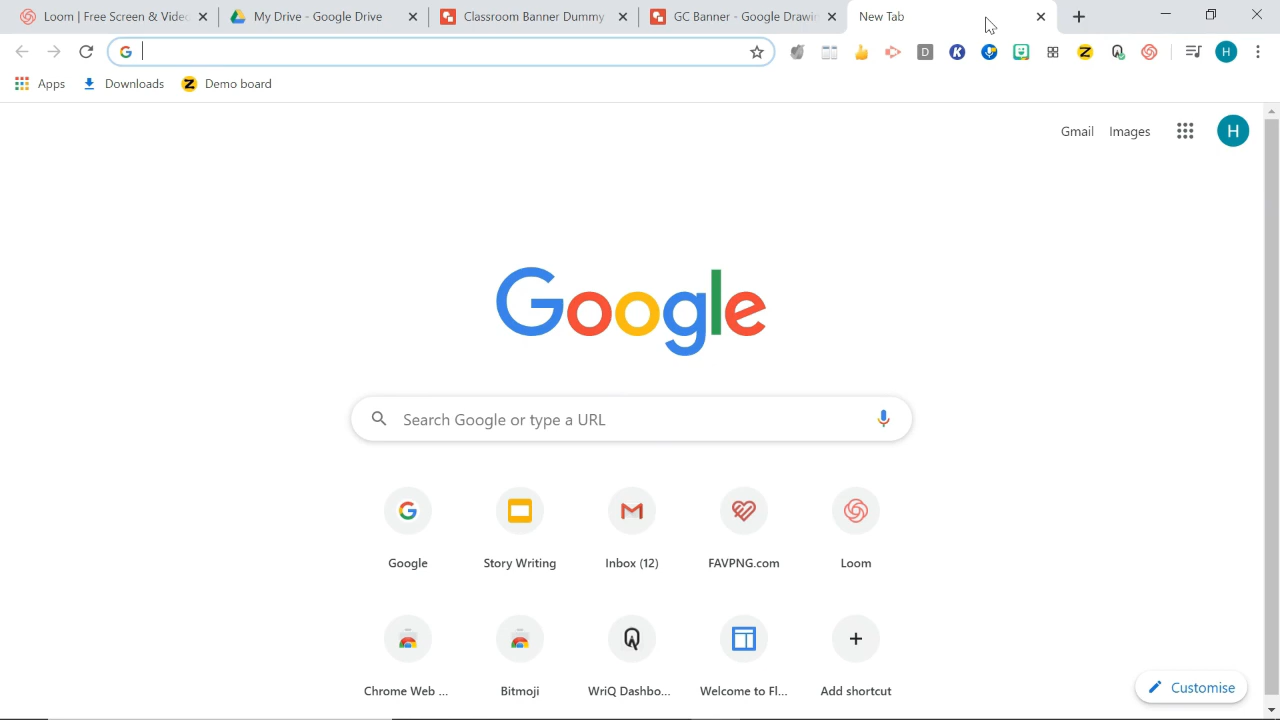 Loom | Free Screen & Video
My Drive - Google Drive
Classroom Banner Dummy
GC Banner - Google Drawin
New Tab
Apps
Downloads
Demo board
Gmail
Images
H
Google
Search Google or type a URL
Google
Story Writing
Inbox (12)
FAVPNG.com
Loom
Chrome Web ...
Bitmoji
WriQ Dashbo...
Welcome to Fl...
Add shortcut
Customise